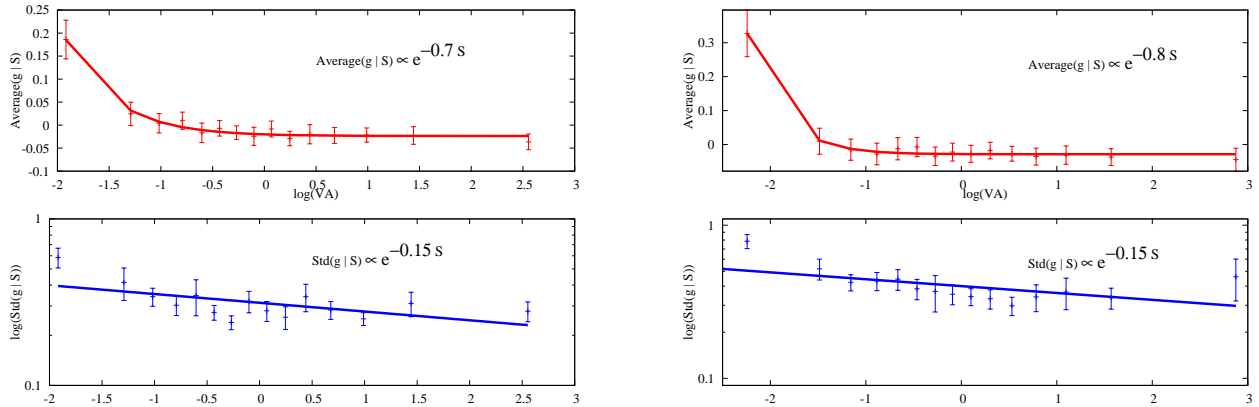 0.25
0.2
0.15
0.1
0.05
0
-0.05
-0.1
Average(g | S)
Average(g | S) ∝ e^−0.7 S
-2 -1.5 -1 -0.5 0 0.5 1 1.5 2 2.5 3
log(VA)
0.3
0.2
0.1
0
Average(g | S)
Average(g | S) ∝ e^−0.8 S
-2 -1 0 1 2 3
log(VA)
1
0.1
log(Std(g | S))
Std(g | S) ∝ e^−0.15 S
-2 -1.5 -1 -0.5 0 0.5 1 1.5 2 2.5 3
1
0.1
log(Std(g | S))
Std(g | S) ∝ e^−0.15 S
-2 -1 0 1 2 3